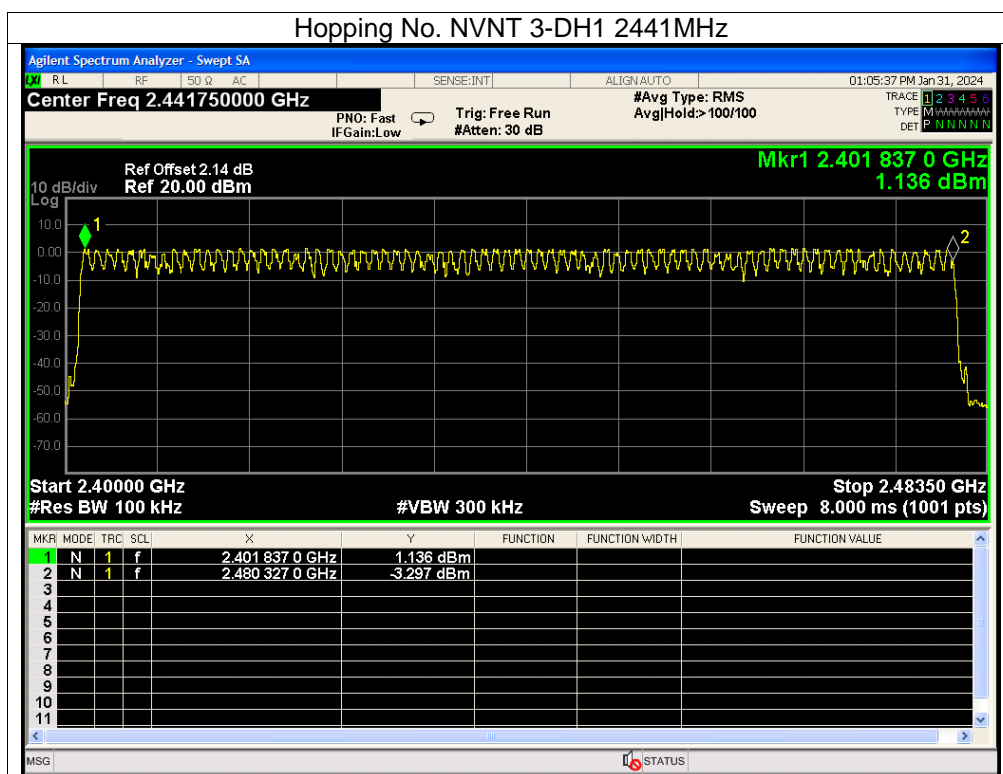 Hopping No. NVNT 3-DH1 2441MHz
Agilent Spectrum Analyzer - Swept SA
LXI RL RF 50 Ω AC SENSE:INT ALIGN AUTO 01:05:37 PM Jan 31, 2024
Center Freq 2.441750000 GHz #Avg Type: RMS TRACE 1 2 3 4 5 6
PNO: Fast Trig: Free Run Avg|Hold:>100/100 TYPE M
IFGain:Low #Atten: 30 dB DET P N N N N N
Mkr1 2.401 837 0 GHz
Ref Offset 2.14 dB
10 dB/div Ref 20.00 dBm 1.136 dBm
Log
10.0
0.00
-10.0
-20.0
-30.0
-40.0
-50.0
-60.0
-70.0
1
2
Start 2.40000 GHz Stop 2.48350 GHz
#Res BW 100 kHz #VBW 300 kHz Sweep 8.000 ms (1001 pts)
MKR MODE TRC SCL X Y FUNCTION FUNCTION WIDTH FUNCTION VALUE
1 N 1 f 2.401 837 0 GHz 1.136 dBm
2 N 1 f 2.480 327 0 GHz -3.297 dBm
3
4
5
6
7
8
9
10
11
MSG STATUS